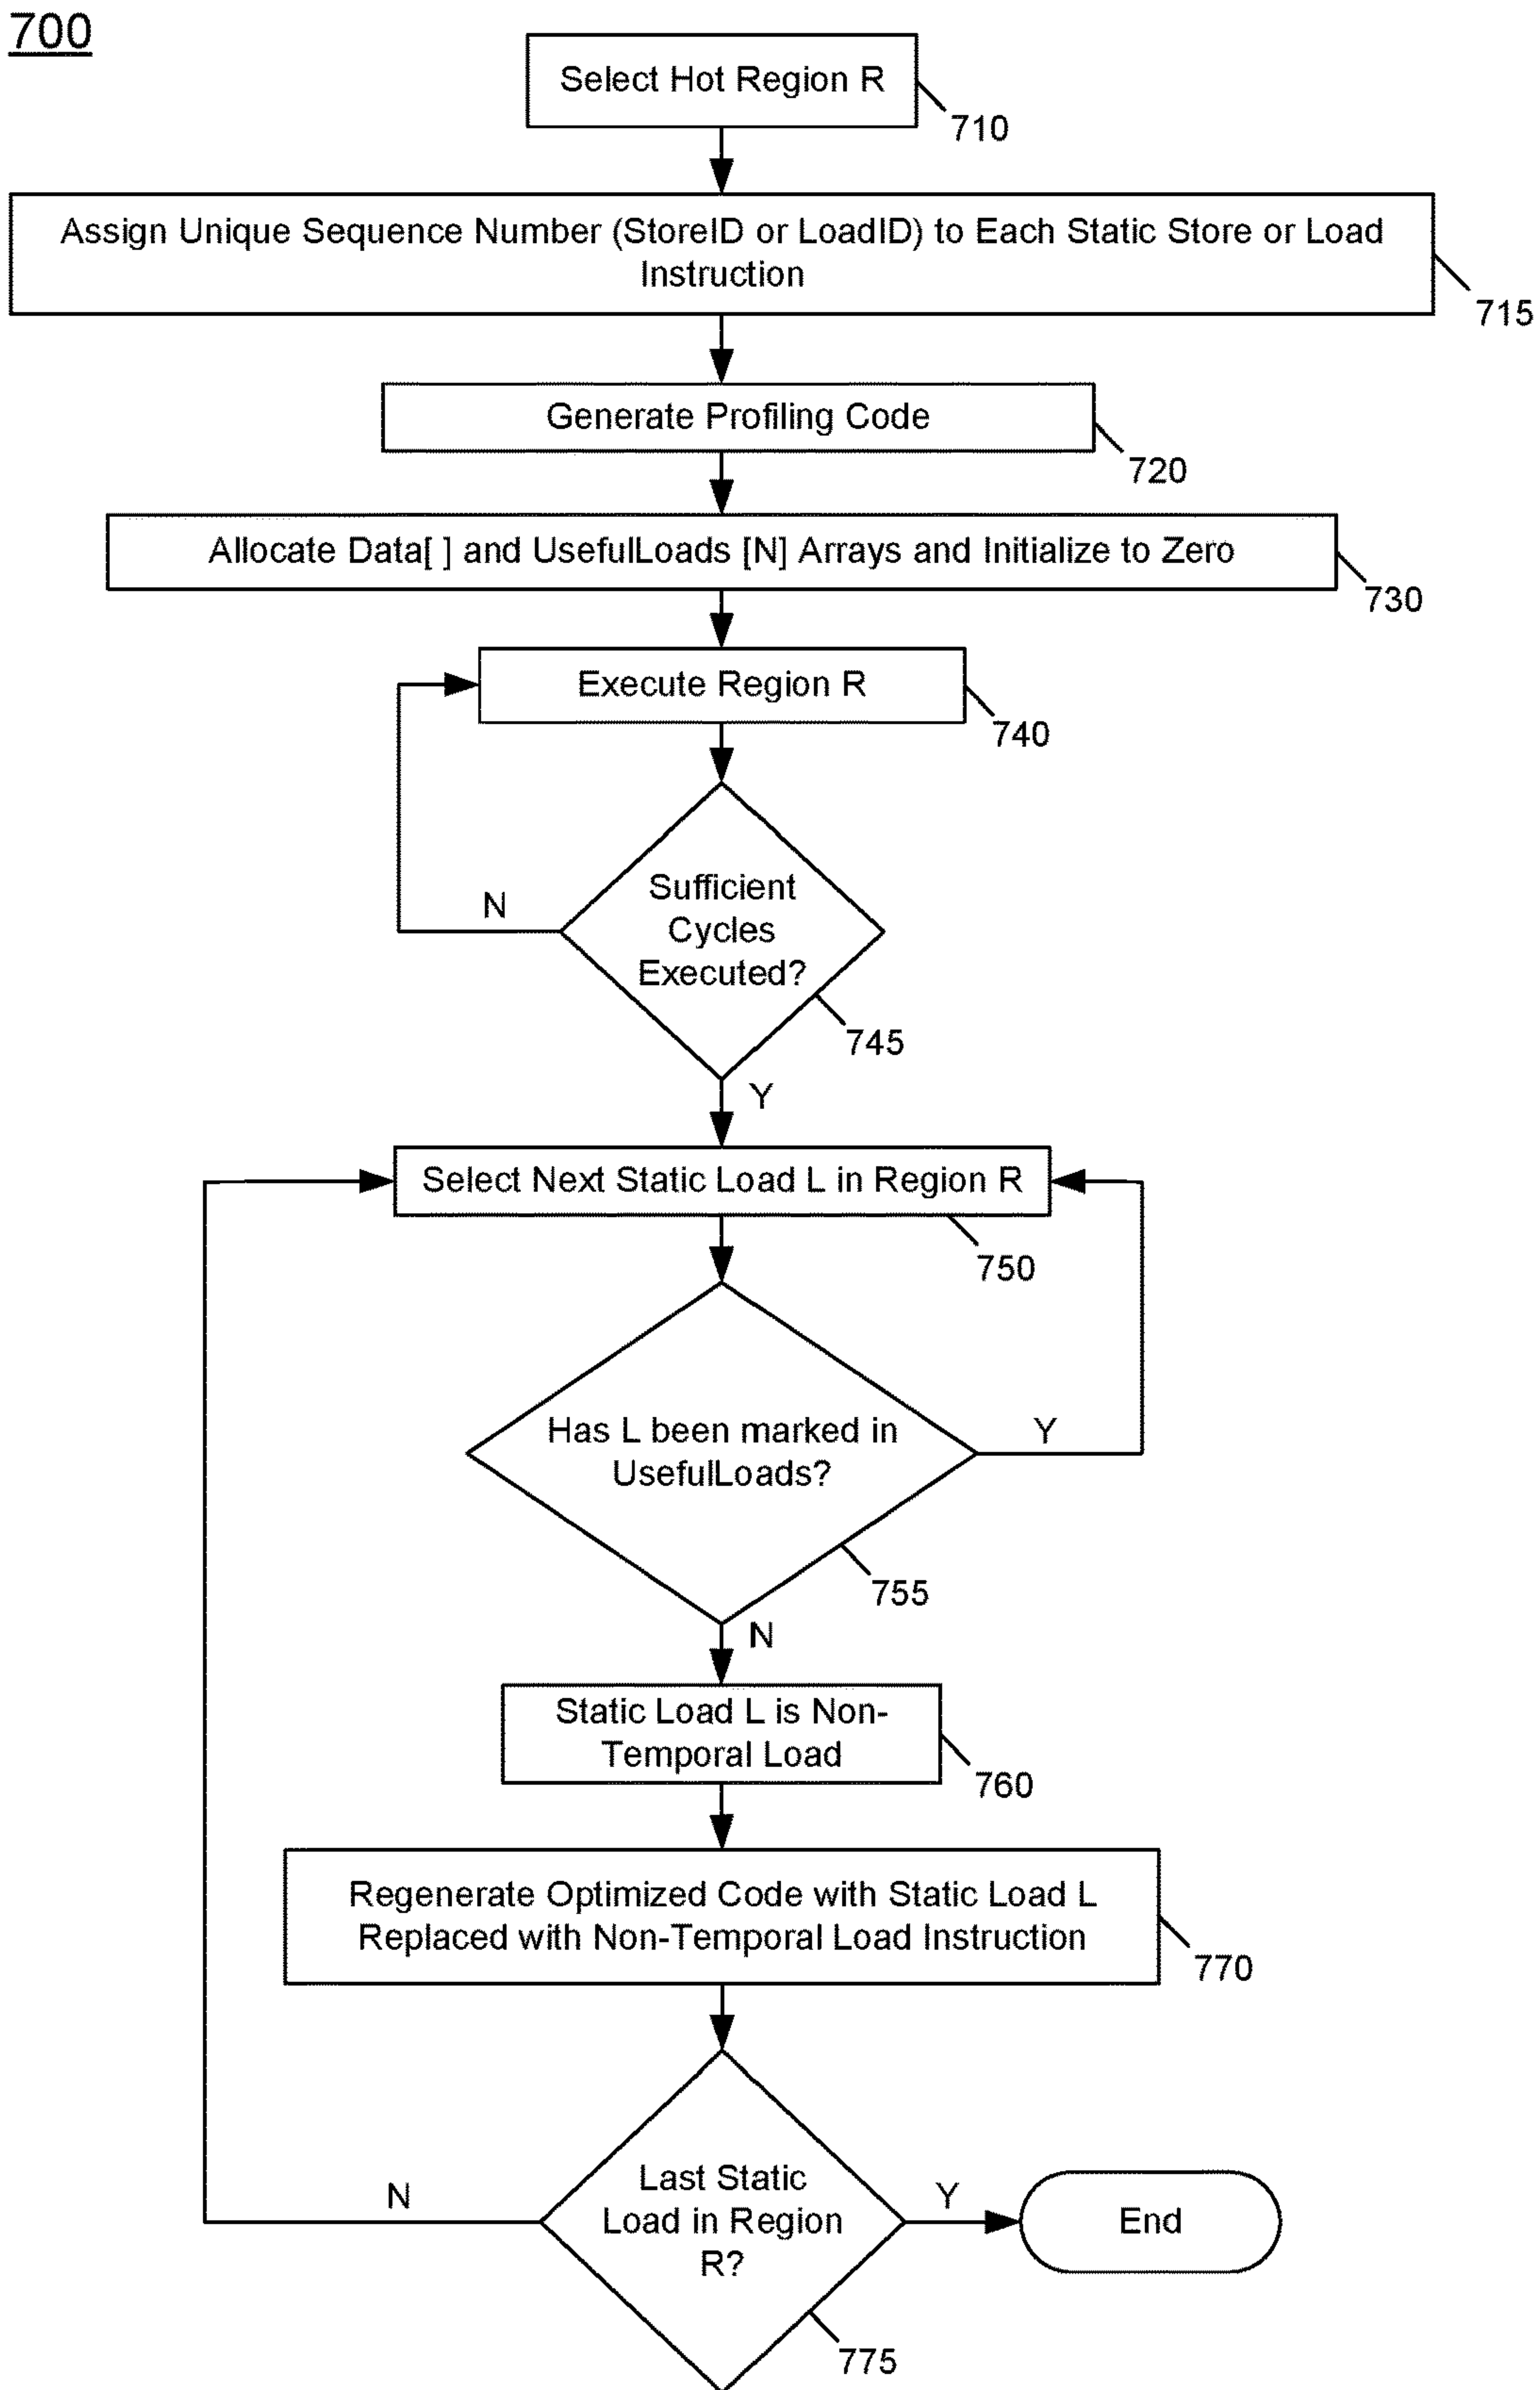 700
Select Hot Region R
710
Assign Unique Sequence Number (StoreID or LoadID) to Each Static Store or Load
Instruction
715
Generate Profiling Code
720
Allocate Data[ ] and UsefulLoads [N] Arrays and Initialize to Zero
730
Execute Region R
740
Sufficient
Cycles
Executed?
N
745
Y
Select Next Static Load L in Region R
750
Has L been marked in
UsefulLoads?
Y
755
N
Static Load L is Non-
Temporal Load
760
Regenerate Optimized Code with Static Load L
Replaced with Non-Temporal Load Instruction
770
Last Static
Load in Region
R?
N
Y
End
775